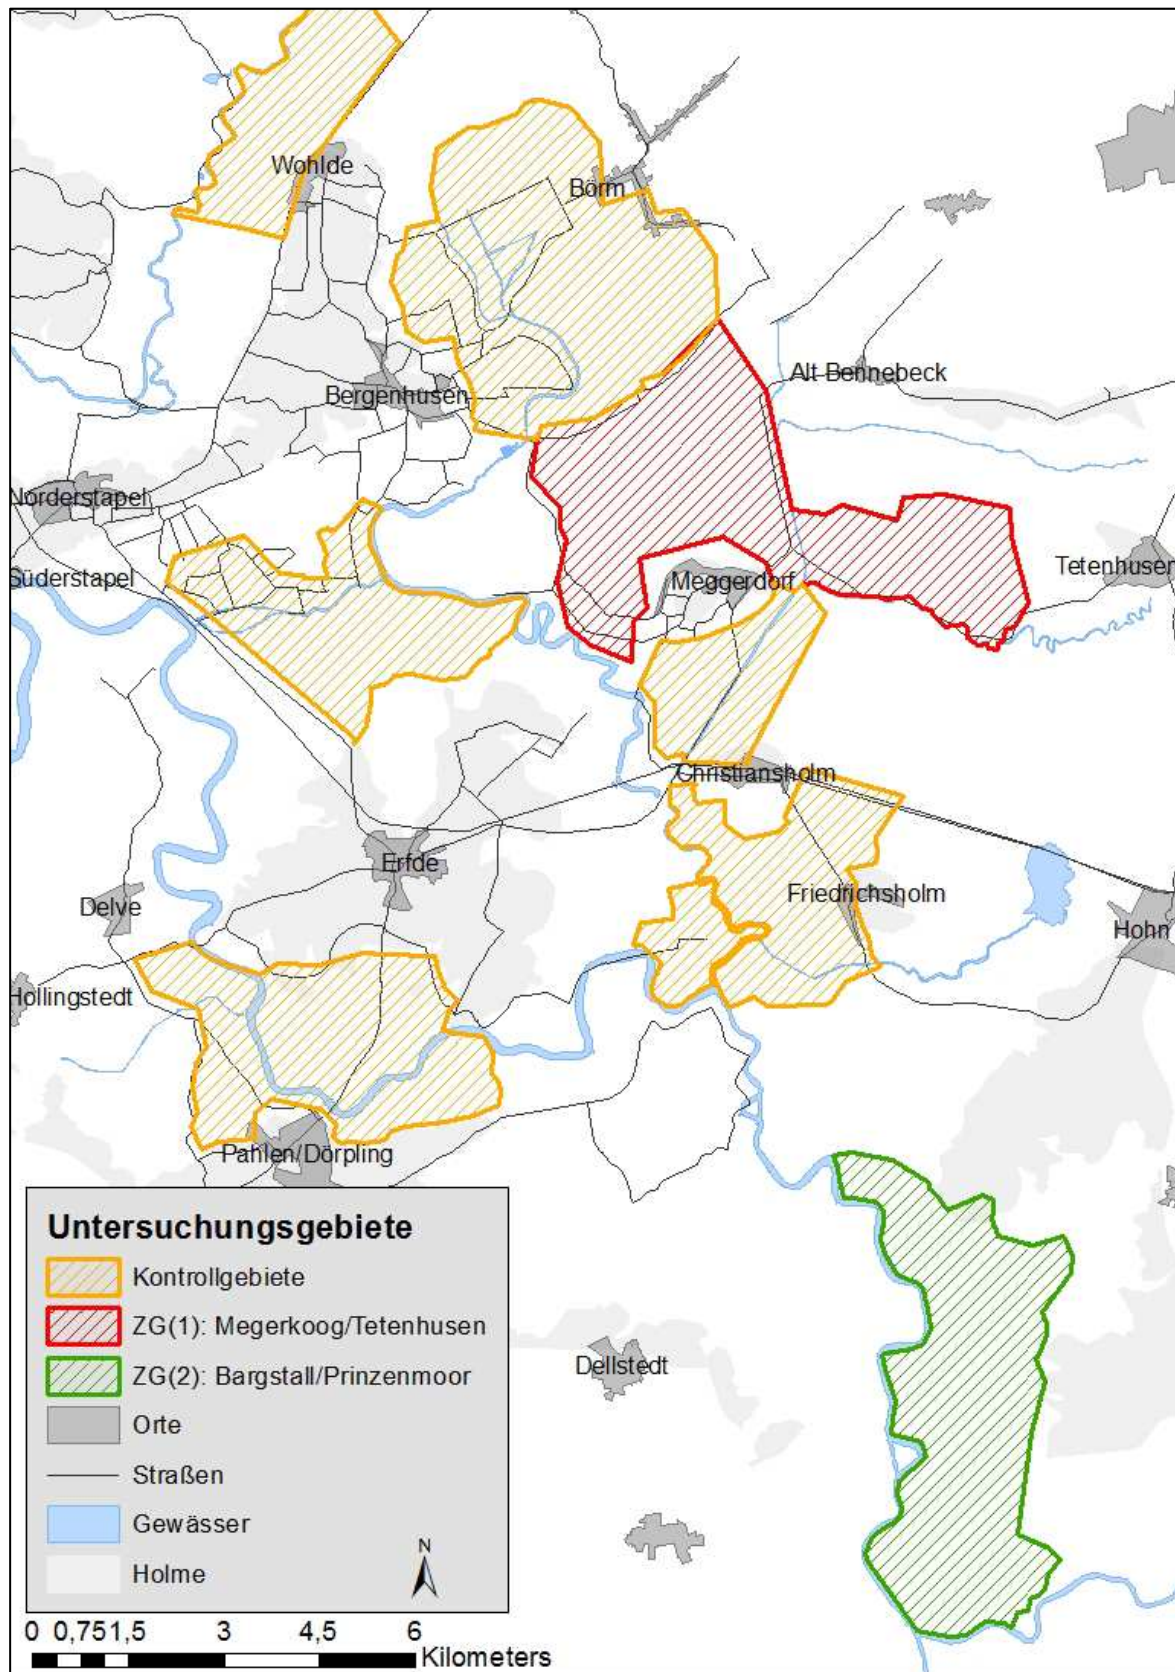 Wohlde
Börm
Alt Bennebeck
Bergenhusen
Norderstapel
Süderstapel
Meggerdorf
Tetenhusen
Christiansholm
Erfde
Delve
Friedrichsholm
Hohn
Hollingstedt
Pahlen/Dörpling
Dellstedt
Untersuchungsgebiete
Kontrollgebiete
ZG(1): Megerkoog/Tetenhusen
ZG(2): Bargstall/Prinzenmoor
Orte
Straßen
Gewässer
Holme
N
0 0,75 1,5 3 4,5 6
Kilometers